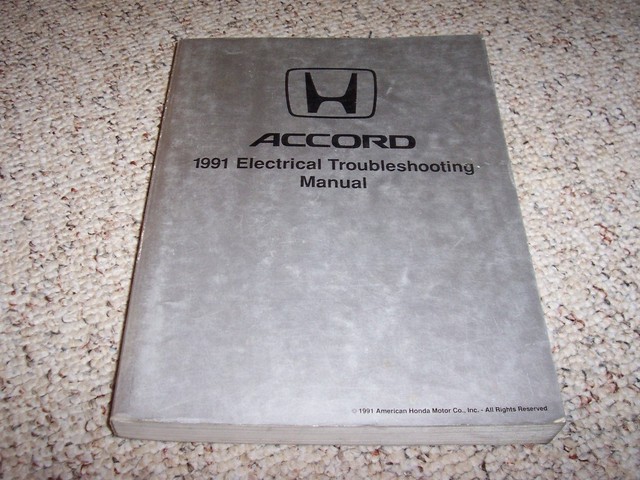 ACCORD
1991 Electrical Troubleshooting
Manual
© 1991 American Honda Motor Co., Inc. - All Rights Reserved